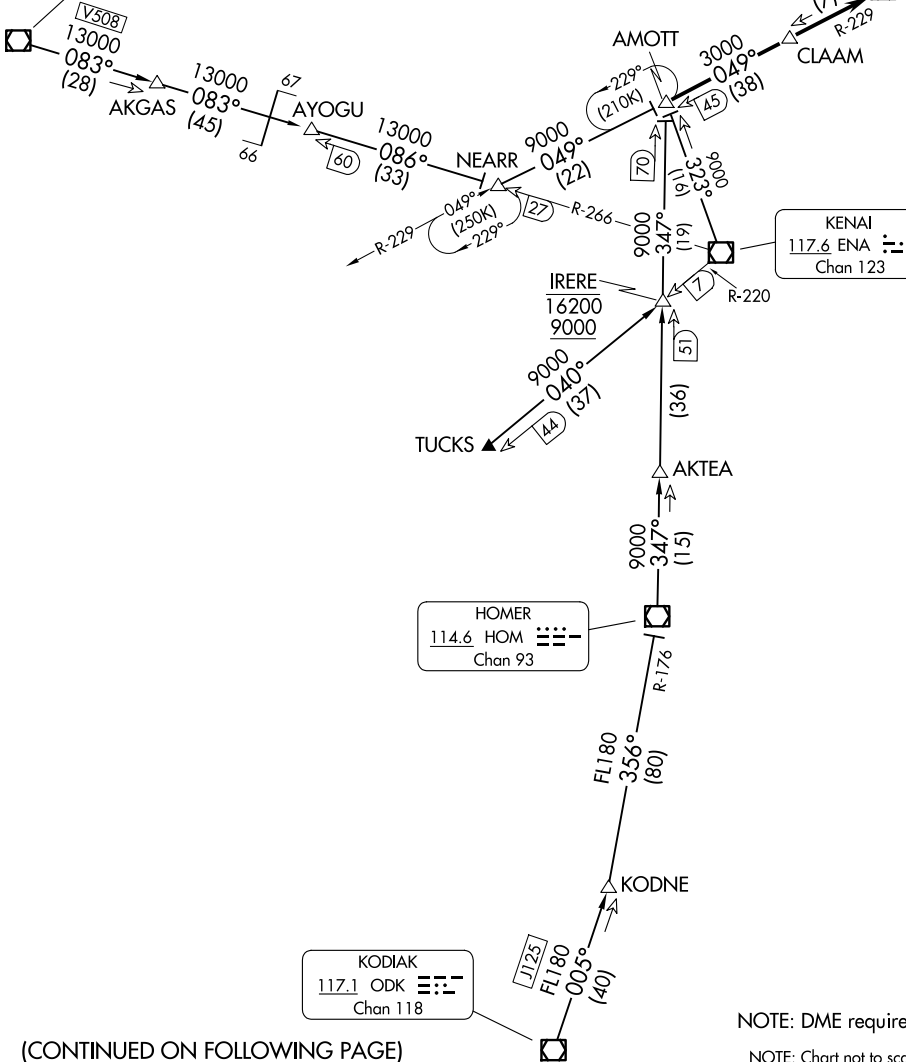 V508
13000
083°
(28)
AKGAS
13000
083°
(45)
67
66
AYOGU
60
13000
086°
(33)
NEARR
049°
(250K)
229°
R-229
27
R-266
9000
049°
(22)
AMOTT
229°
(210K)
3000
049°
(38)
45
CLAAM
R-229
70
9000
323°
(16)
9000
347°
(19)
KENAI
117.6 ENA
Chan 123
7
R-220
IRERE
16200
9000
51
9000
040°
(37)
44
TUCKS
(36)
AKTEA
9000
347°
(15)
HOMER
114.6 HOM
Chan 93
R-176
FL180
356°
(80)
KODNE
J125
FL180
005°
(40)
KODIAK
117.1 ODK
Chan 118
NOTE: DME require
(CONTINUED ON FOLLOWING PAGE)
NOTE: Chart not to sca